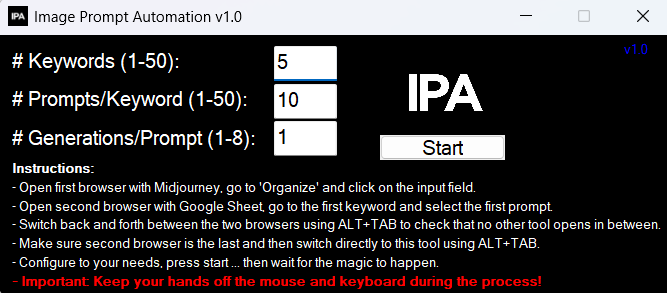 IPA Image Prompt Automation v1.0
v1.0
# Keywords (1-50): 5
# Prompts/Keyword (1-50): 10
IPA
# Generations/Prompt (1-8): 1
Start
Instructions:
- Open first browser with Midjourney, go to 'Organize' and click on the input field.
- Open second browser with Google Sheet, go to the first keyword and select the first prompt.
- Switch back and forth between the two browsers using ALT+TAB to check that no other tool opens in between.
- Make sure second browser is the last and then switch directly to this tool using ALT+TAB.
- Configure to your needs, press start ... then wait for the magic to happen.
- Important: Keep your hands off the mouse and keyboard during the process!